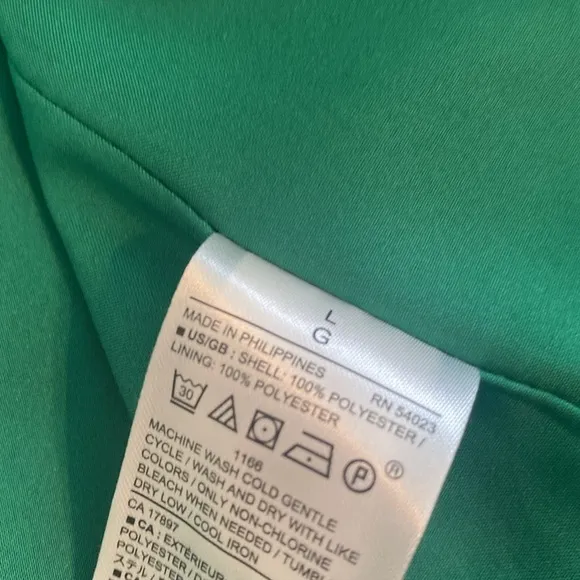 L
G
MADE IN PHILIPPINES RN 54023
■ US/GB : SHELL: 100% POLYESTER /
LINING: 100% POLYESTER
30 P ®
1166
MACHINE WASH COLD GENTLE
CYCLE / WASH AND DRY WITH LIKE
COLORS / ONLY NON-CHLORINE
BLEACH WHEN NEEDED / TUMBL
DRY LOW / COOL IRON
CA 17897
■ CA : EXTÉRIEUR
POLYESTER / D
POLYESTER